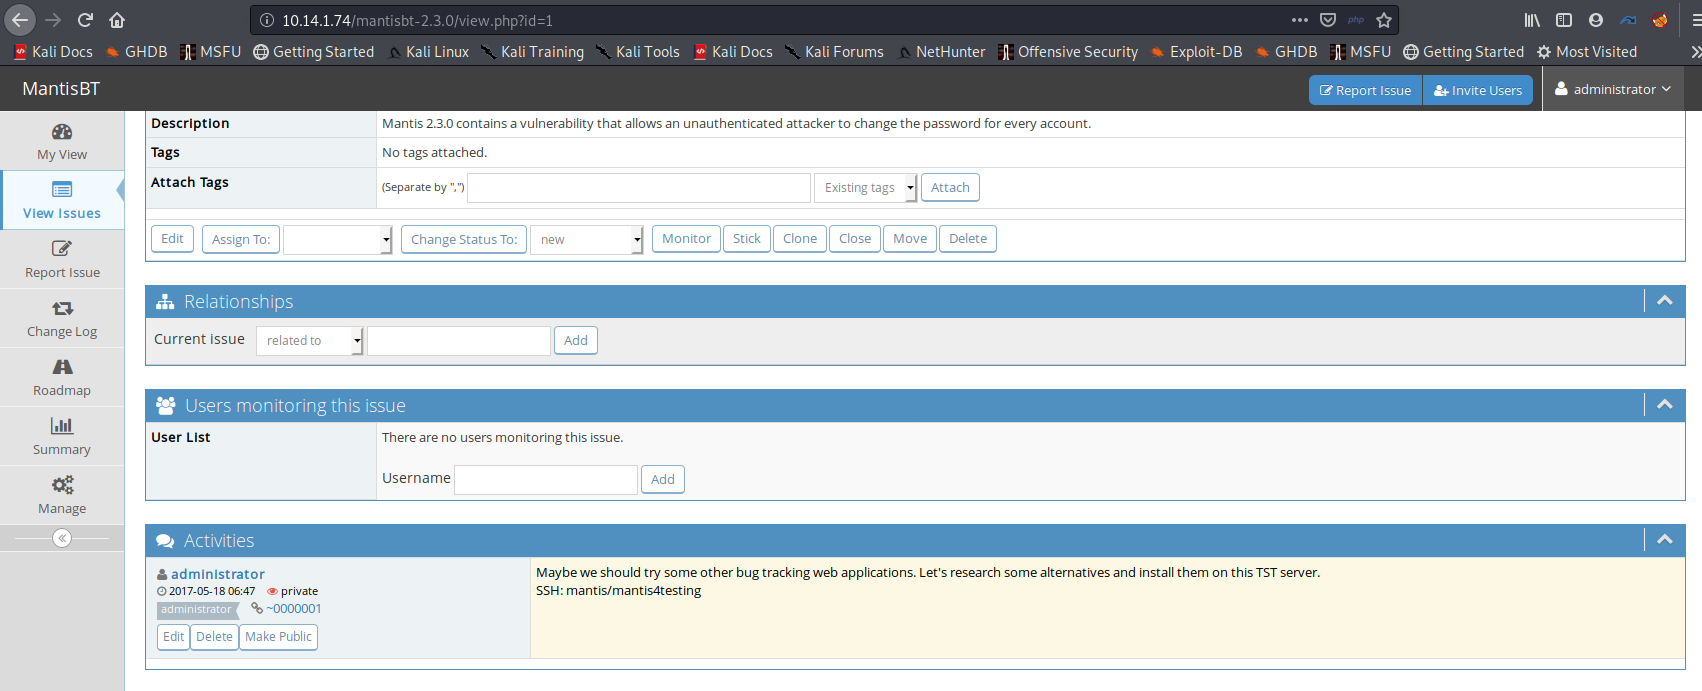 10.14.1.74/mantisbt-2.3.0/view.php?id=1
php
Kali Docs GHDB MSFU Getting Started Kali Linux Kali Training Kali Tools Kali Docs Kali Forums NetHunter Offensive Security Exploit-DB GHDB MSFU Getting Started Most Visited
MantisBT
Report Issue Invite Users administrator
My View
View Issues
Report Issue
Change Log
Roadmap
Summary
Manage
Description Mantis 2.3.0 contains a vulnerability that allows an unauthenticated attacker to change the password for every account.
Tags No tags attached.
Attach Tags (Separate by ",") Existing tags Attach
Edit Assign To: Change Status To: new Monitor Stick Clone Close Move Delete
Relationships
Current issue related to Add
Users monitoring this issue
User List There are no users monitoring this issue.
Username Add
Activities
administrator
2017-05-18 06:47 private
administrator ~0000001
Edit Delete Make Public
Maybe we should try some other bug tracking web applications. Let's research some alternatives and install them on this TST server.
SSH: mantis/mantis4testing